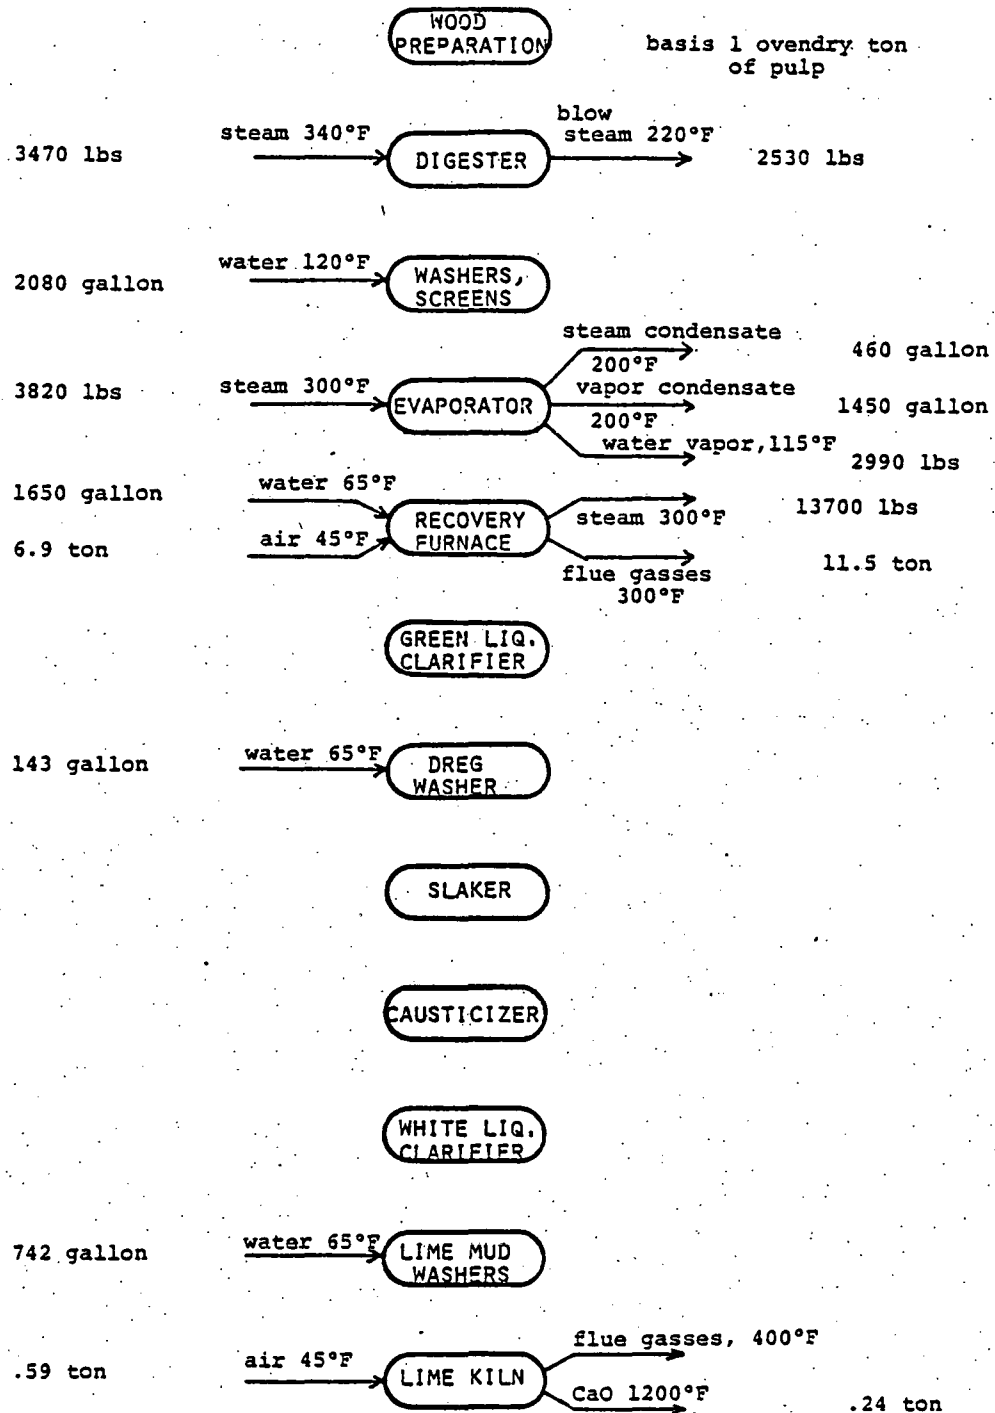 WOOD
PREPARATION
basis 1 ovendry ton
of pulp
3470 lbs
steam 340°F
DIGESTER
blow
steam 220°F
2530 lbs
2080 gallon
water 120°F
WASHERS,
SCREENS
3820 lbs
steam 300°F
EVAPORATOR
steam condensate
200°F
460 gallon
vapor condensate
200°F
1450 gallon
water vapor,115°F
2990 lbs
1650 gallon
water 65°F
6.9 ton
air 45°F
RECOVERY
FURNACE
steam 300°F
13700 lbs
flue gasses
300°F
11.5 ton
GREEN LIQ.
CLARIFIER
143 gallon
water 65°F
DREG
WASHER
SLAKER
CAUSTICIZER
WHITE LIQ.
CLARIFIER
742 gallon
water 65°F
LIME MUD
WASHERS
.59 ton
air 45°F
LIME KILN
flue gasses, 400°F
CaO 1200°F
.24 ton